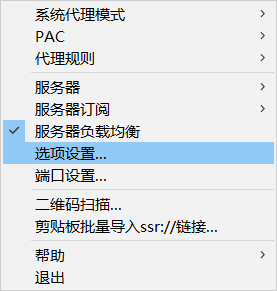 系统代理模式
PAC
代理规则
服务器
服务器订阅
服务器负载均衡
选项设置...
端口设置...
二维码扫描...
剪贴板批量导入ssr://链接...
帮助
退出